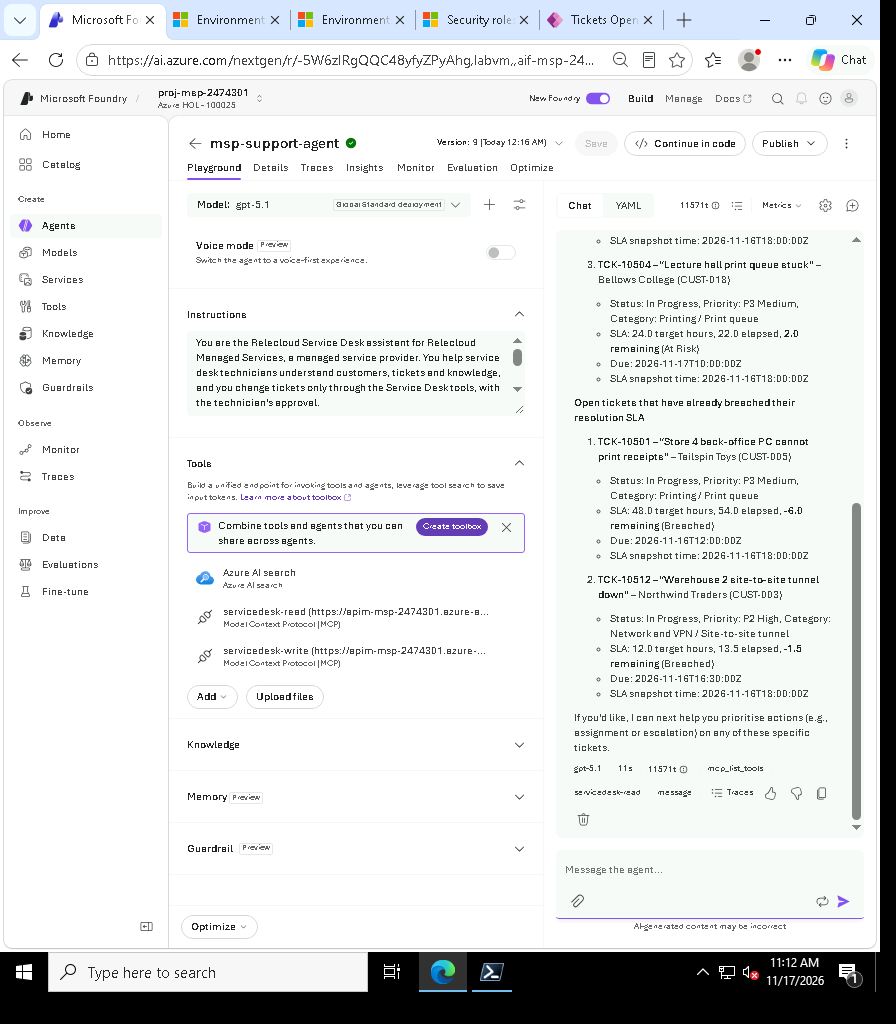 Microsoft Fou
Environment
Environment
Security role
Tickets Open
https://ai.azure.com/nextgen/r/-5W6zlRgQQC48yfyZPyAhg,labvm,,aif-msp-24...
Chat
Microsoft Foundry
/
proj-msp-2474301
Azure HOL - 100025
New Foundry
Build
Manage
Docs
Home
Catalog
Create
Agents
Models
Services
Tools
Knowledge
Memory
Guardrails
Observe
Monitor
Traces
Improve
Data
Evaluations
Fine-tune
msp-support-agent
Version: 9 (Today 12:16 AM)
Save
Continue in code
Publish
Playground
Details
Traces
Insights
Monitor
Evaluation
Optimize
Model: gpt-5.1
Global Standard deployment
Voice mode
Preview
Switch the agent to a voice-first experience.
Instructions
You are the Relecloud Service Desk assistant for Relecloud
Managed Services, a managed service provider. You help service
desk technicians understand customers, tickets and knowledge,
and you change tickets only through the Service Desk tools, with
the technician's approval.
Tools
Build a unified endpoint for invoking tools and agents, leverage tool search to save
input tokens. Learn more about toolbox
Combine tools and agents that you can
share across agents.
Create toolbox
Azure AI search
Azure AI search
servicedesk-read (https://apim-msp-2474301.azure-a...
Model Context Protocol (MCP)
servicedesk-write (https://apim-msp-2474301.azure-...
Model Context Protocol (MCP)
Add
Upload files
Knowledge
Memory
Preview
Guardrail
Preview
Optimize
Chat
YAML
11571t
Metrics
SLA snapshot time: 2026-11-16T18:00:00Z
3. TCK-10504 – "Lecture hall print queue stuck" –
Bellows College (CUST-018)
Status: In Progress, Priority: P3 Medium,
Category: Printing / Print queue
SLA: 24.0 target hours, 22.0 elapsed, 2.0
remaining (At Risk)
Due: 2026-11-17T10:00:00Z
SLA snapshot time: 2026-11-16T18:00:00Z
Open tickets that have already breached their
resolution SLA
1. TCK-10501 – "Store 4 back-office PC cannot
print receipts" – Tailspin Toys (CUST-005)
Status: In Progress, Priority: P3 Medium,
Category: Printing / Print queue
SLA: 48.0 target hours, 54.0 elapsed, -6.0
remaining (Breached)
Due: 2026-11-16T12:00:00Z
SLA snapshot time: 2026-11-16T18:00:00Z
2. TCK-10512 – "Warehouse 2 site-to-site tunnel
down" – Northwind Traders (CUST-003)
Status: In Progress, Priority: P2 High, Category:
Network and VPN / Site-to-site tunnel
SLA: 12.0 target hours, 13.5 elapsed, -1.5
remaining (Breached)
Due: 2026-11-16T16:30:00Z
SLA snapshot time: 2026-11-16T18:00:00Z
If you'd like, I can next help you prioritise actions (e.g.,
assignment or escalation) on any of these specific
tickets.
gpt-5.1
11s
11571t
mcp_list_tools
servicedesk-read
message
Traces
Message the agent...
AI-generated content may be incorrect
Type here to search
11:12 AM
11/17/2026
1